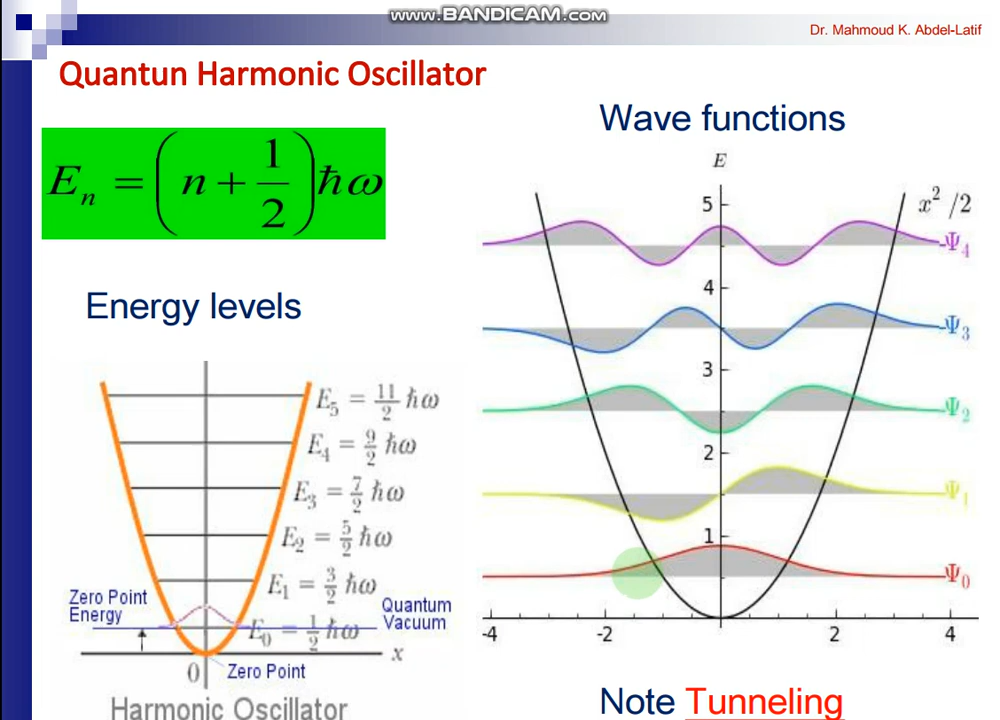 www.BANDICAM.com
Dr. Mahmoud K. Abdel-Latif
Quantun Harmonic Oscillator
Eₙ = (n + 1/2) ħω
Energy levels
E₅ = 11/2 ħω
E₄ = 9/2 ħω
E₃ = 7/2 ħω
E₂ = 5/2 ħω
E₁ = 3/2 ħω
E₀ = 1/2 ħω
Zero Point
Energy
Quantum
Vacuum
x
0
Zero Point
Harmonic Oscillator
Wave functions
E
x² /2
5
Ψ₄
4
Ψ₃
3
Ψ₂
2
Ψ₁
1
Ψ₀
-4 -2 2 4
Note Tunneling